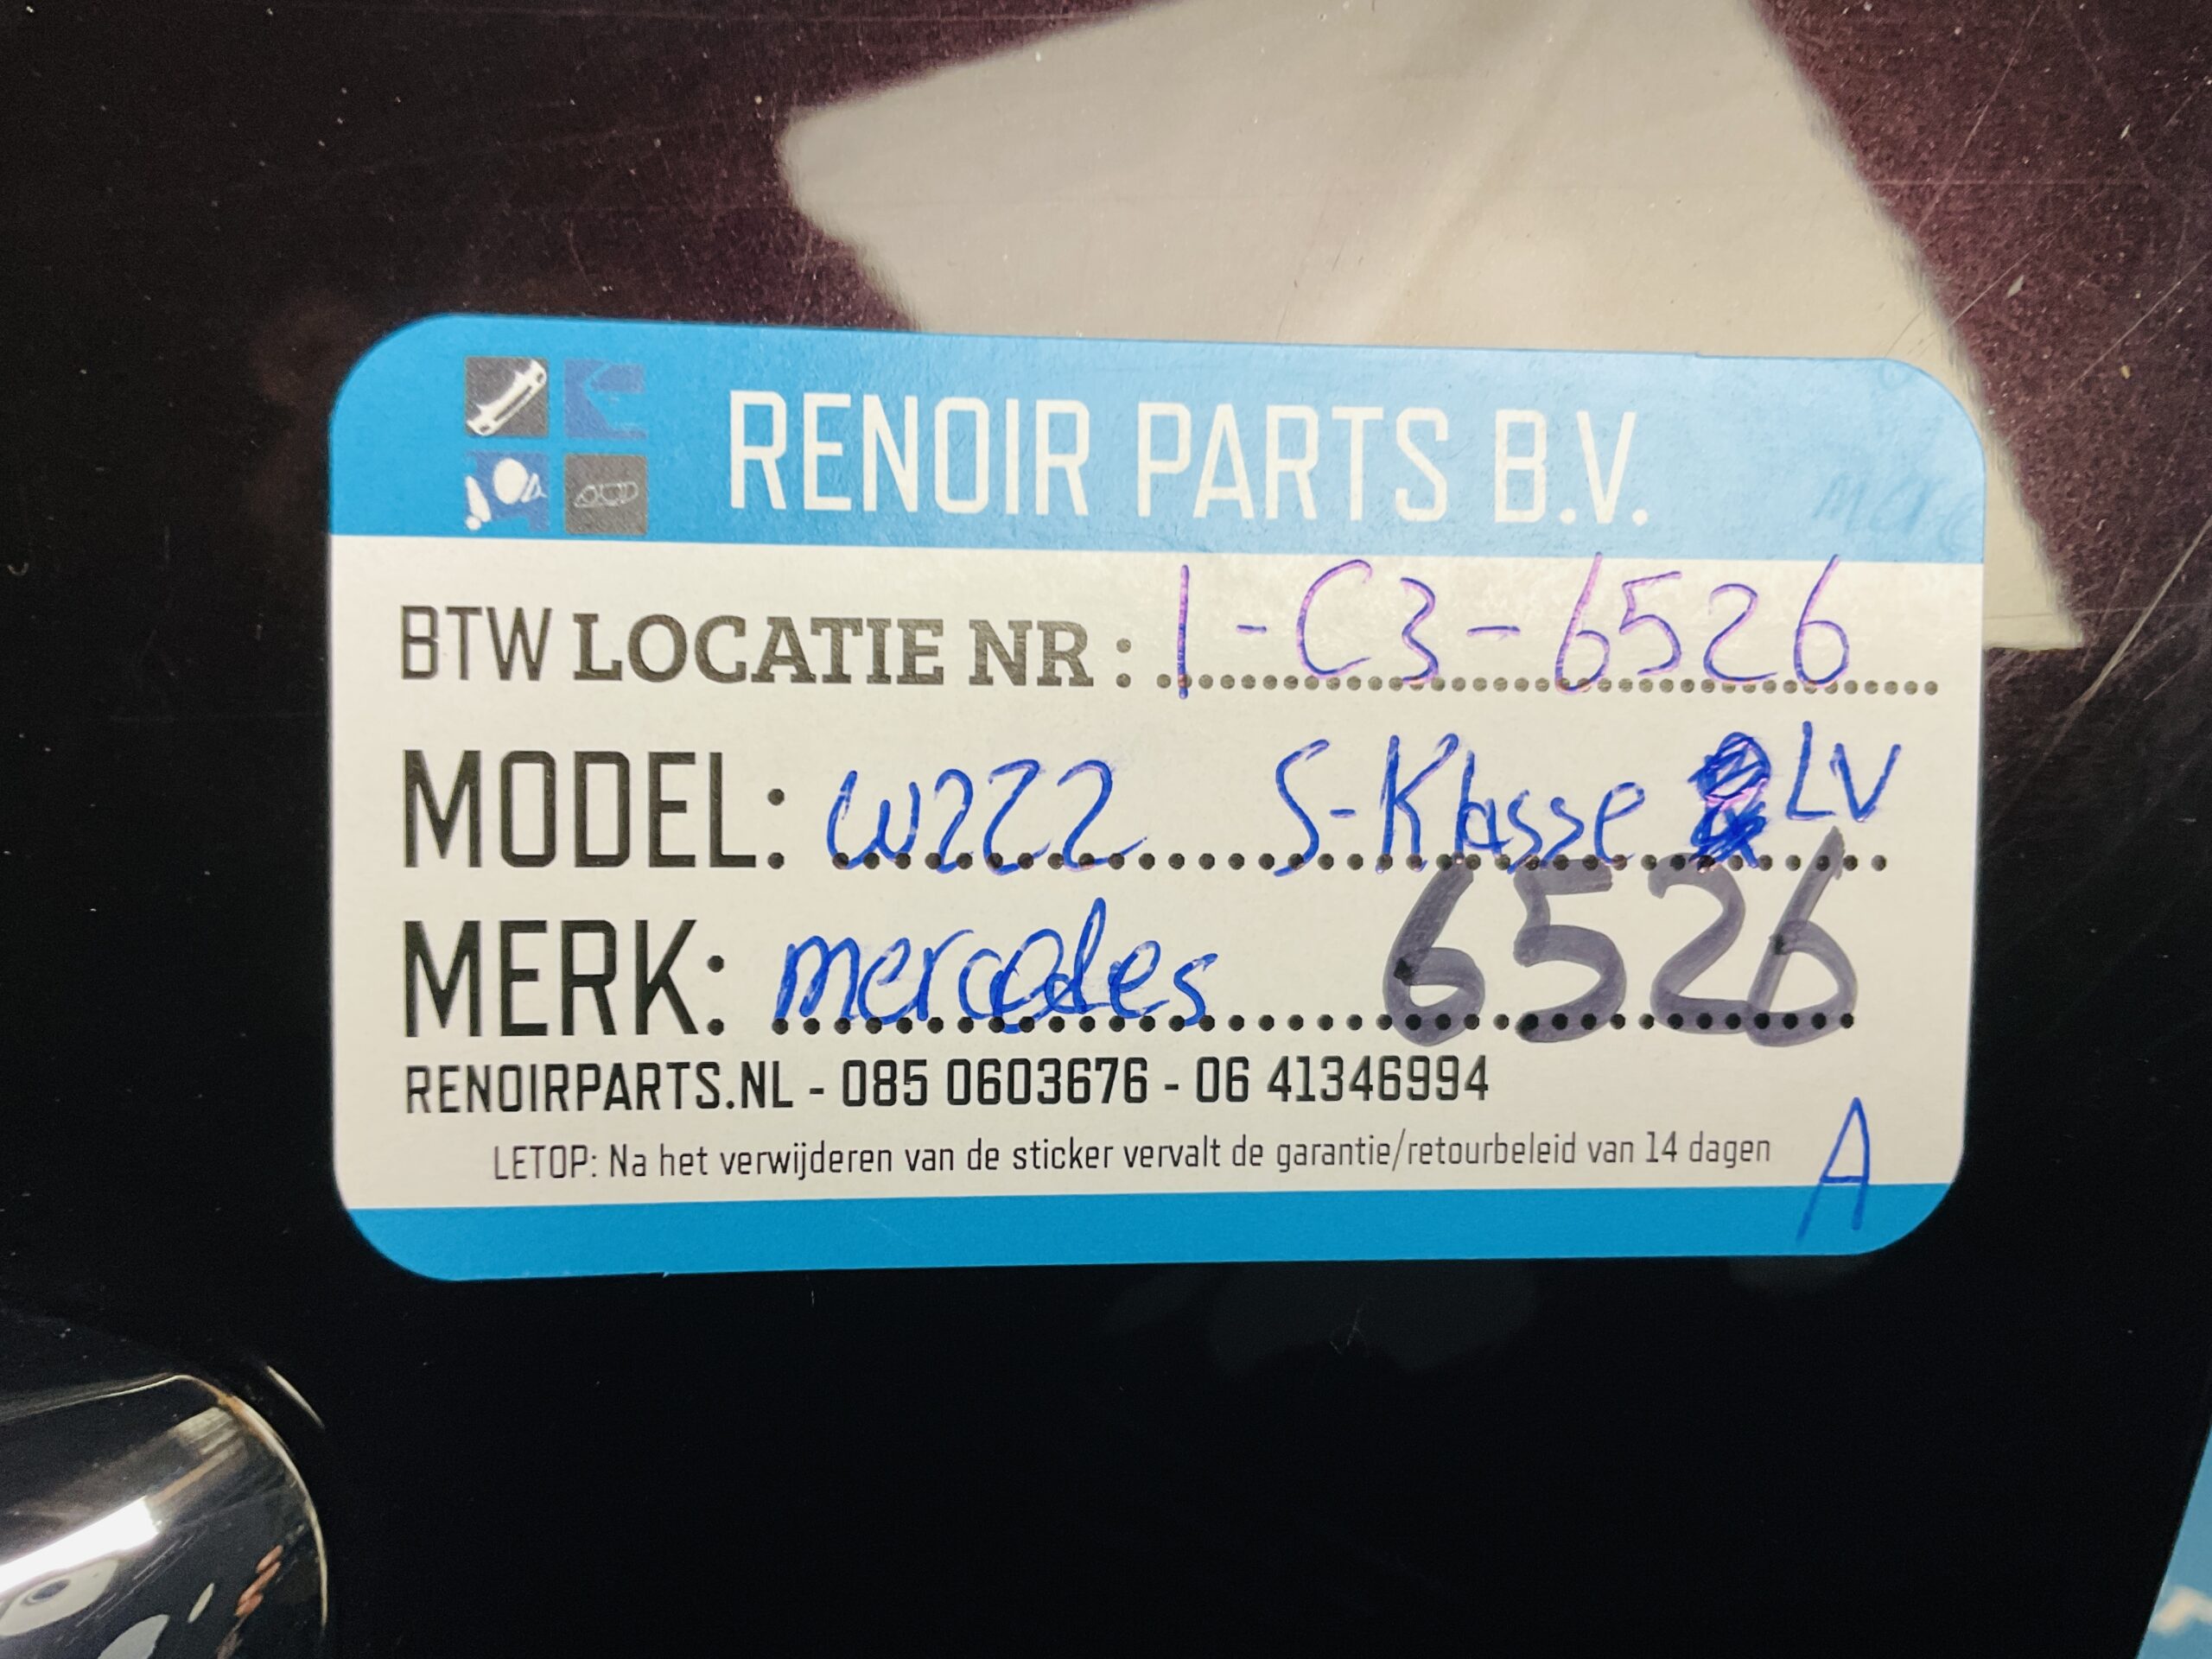 RENOIR PARTS B.V.
BTW LOCATIE NR : 1-C3-6526
MODEL: W222 S-Klasse LV
MERK: mercedes 6526
RENOIRPARTS.NL - 085 0603676 - 06 41346994
LETOP: Na het verwijderen van de sticker vervalt de garantie/retourbeleid van 14 dagen
A